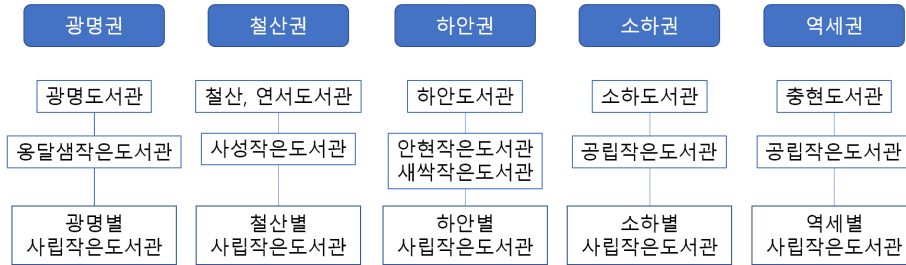 광명권
철산권
하안권
소하권
역세권
광명도서관
철산, 연서도서관
하안도서관
소하도서관
충현도서관
옹달샘작은도서관
사성작은도서관
안현작은도서관
새싹작은도서관
공립작은도서관
공립작은도서관
광명별
사립작은도서관
철산별
사립작은도서관
하안별
사립작은도서관
소하별
사립작은도서관
역세별
사립작은도서관